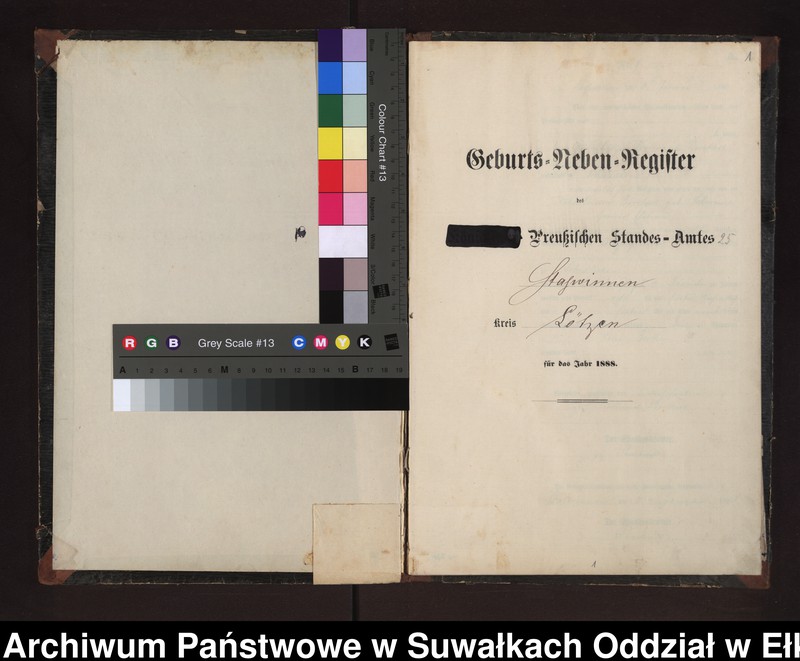 1
Geburts-Neben-Register
des
Preußischen Standes-Amtes 25
Staswinnen
Kreis Lötzen
für das Jahr 1888.
1
Colour Chart #13
R G B Grey Scale #13 C M Y K
A 1 2 3 4 5 6 M 8 9 10 11 12 13 14 15 B 17 18 19
Archiwum Państwowe w Suwałkach Oddział w Ełk